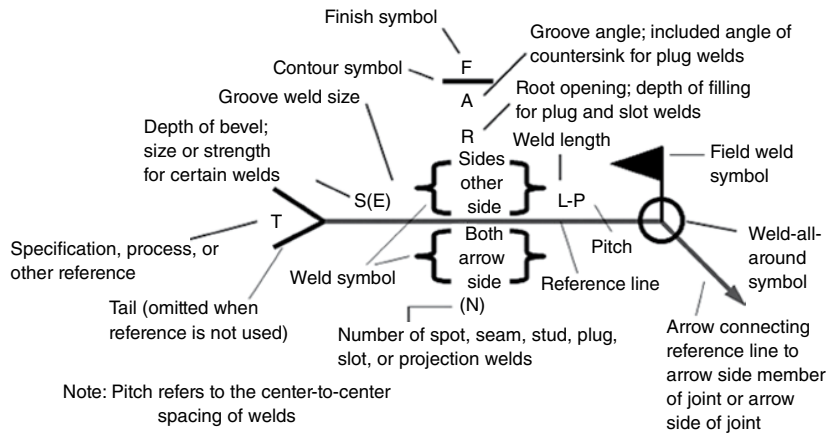 Finish symbol
Groove angle; included angle of
countersink for plug welds
F
Contour symbol
A
Groove weld size
Root opening; depth of filling
for plug and slot welds
Depth of bevel;
size or strength
for certain welds
R
Weld length
Field weld
symbol
Sides
other
side
S(E)
L-P
T
Both
arrow
side
Pitch
Specification, process, or
other reference
Weld symbol
Reference line
Weld-all-
around
symbol
Tail (omitted when
reference is not used)
(N)
Number of spot, seam, stud, plug,
slot, or projection welds
Arrow connecting
reference line to
arrow side member
of joint or arrow
side of joint
Note: Pitch refers to the center-to-center
spacing of welds